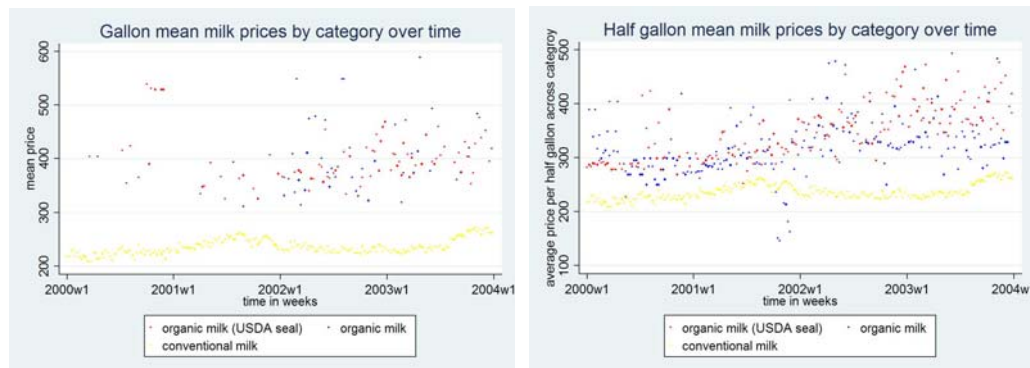 Gallon mean milk prices by category over time
mean price
600
500
400
300
200
2000w1 2001w1 2002w1 2003w1 2004w1
time in weeks
organic milk (USDA seal) organic milk
conventional milk
Half gallon mean milk prices by category over time
average price per half gallon across categroy
500
400
300
200
100
2000w1 2001w1 2002w1 2003w1 2004w1
time in weeks
organic milk (USDA seal) organic milk
conventional milk